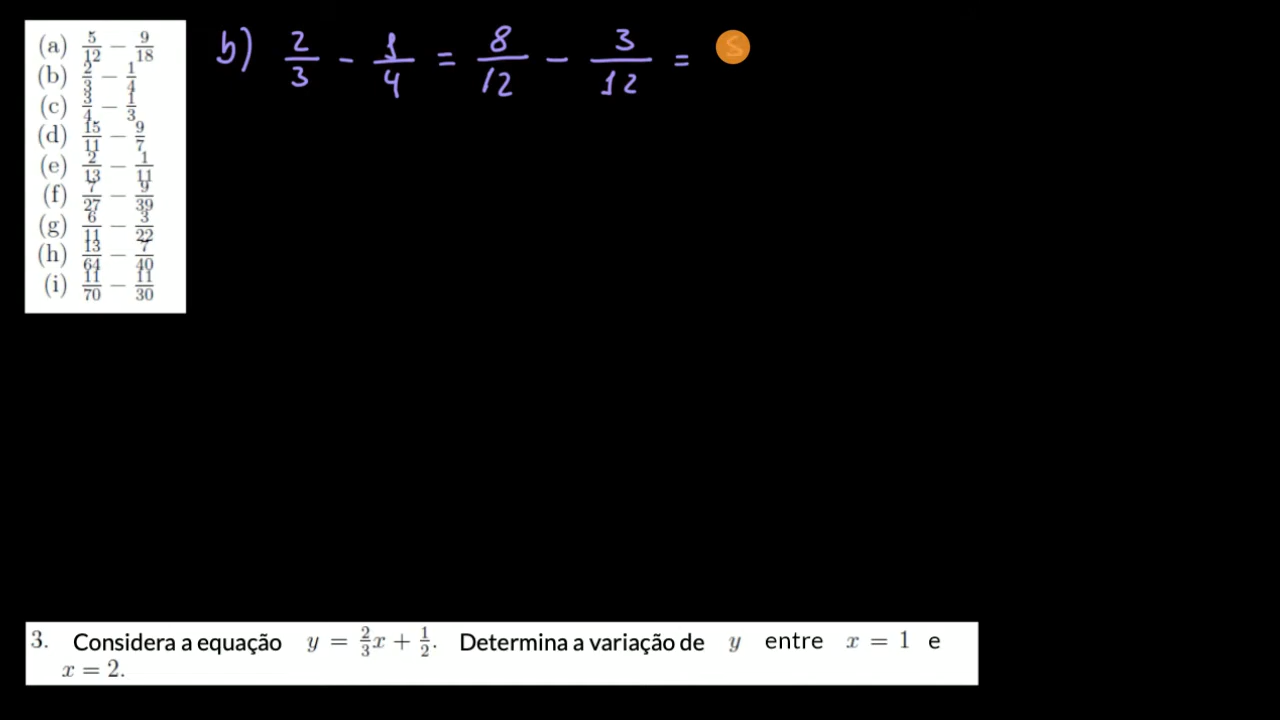 (a) 5/12 − 9/18
(b) 2/3 − 1/4
(c) 3/4 − 1/3
(d) 15/11 − 9/7
(e) 2/13 − 1/11
(f) 7/27 − 9/39
(g) 6/11 − 3/22
(h) 13/64 − 7/40
(i) 11/70 − 11/30
b) 2/3 - 1/4 = 8/12 - 3/12 = 5
3. Considera a equação y = 2/3x + 1/2. Determina a variação de y entre x = 1 e
x = 2.